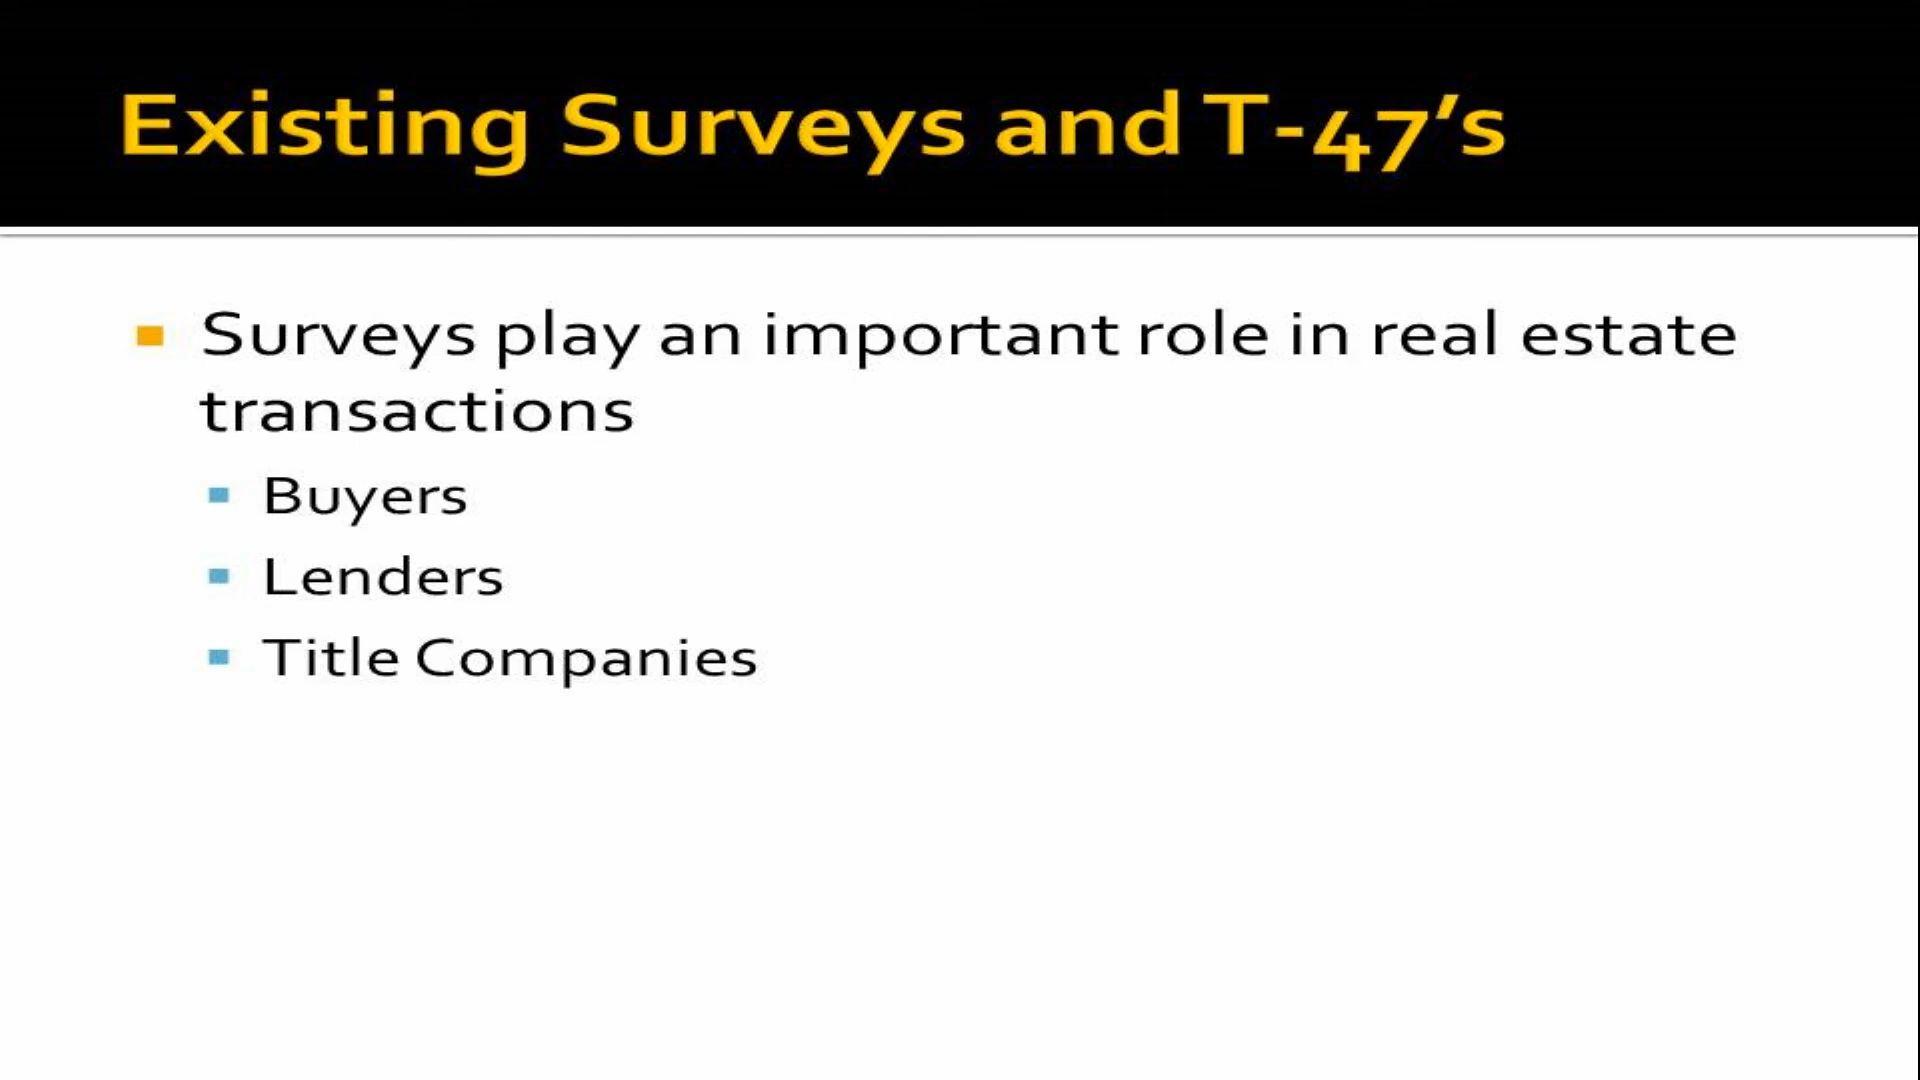 Existing Surveys and T-47's
Surveys play an important role in real estate
transactions
Buyers
Lenders
Title Companies